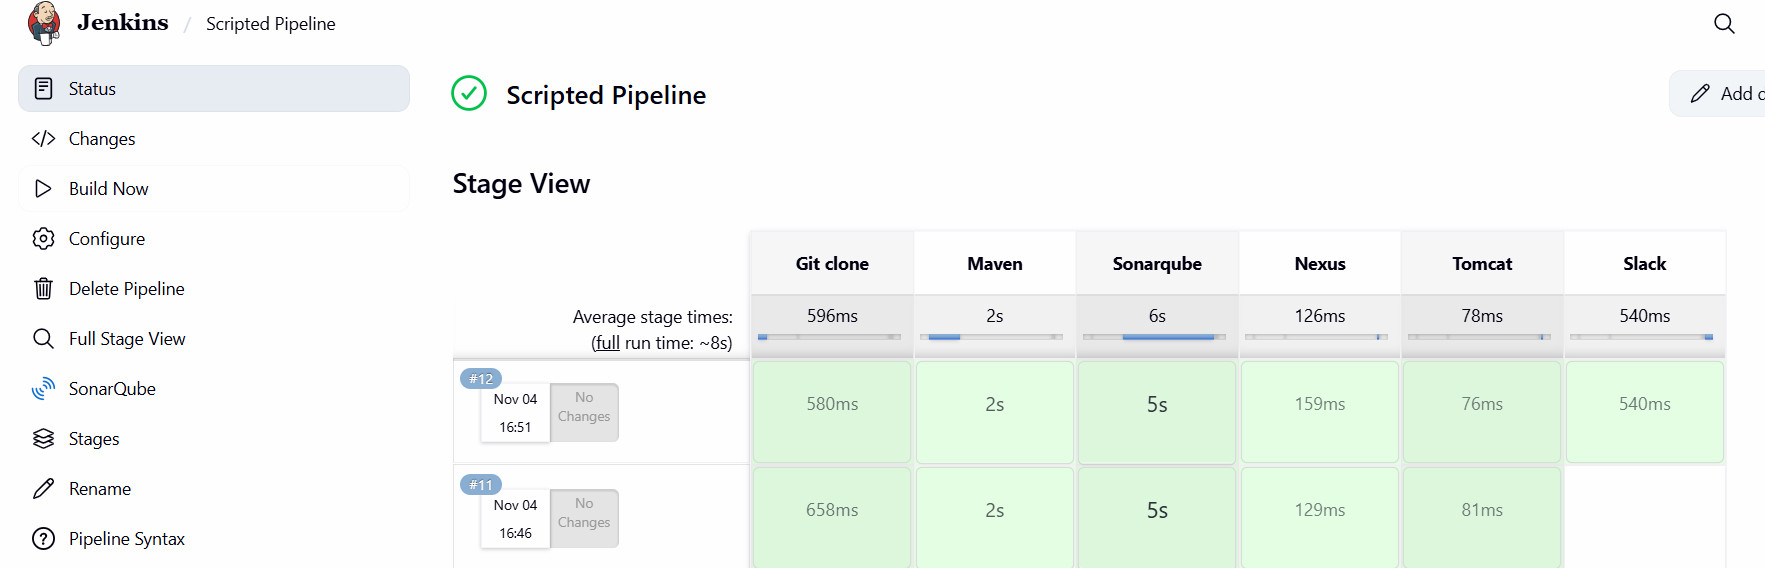 Jenkins / Scripted Pipeline
Status
Changes
Build Now
Configure
Delete Pipeline
Full Stage View
SonarQube
Stages
Rename
Pipeline Syntax
Scripted Pipeline
Add d
Stage View
Git clone Maven Sonarqube Nexus Tomcat Slack
Average stage times: 596ms 2s 6s 126ms 78ms 540ms
(full run time: ~8s)
#12
Nov 04 No
Changes
16:51
580ms 2s 5s 159ms 76ms 540ms
#11
Nov 04 No
Changes
16:46
658ms 2s 5s 129ms 81ms